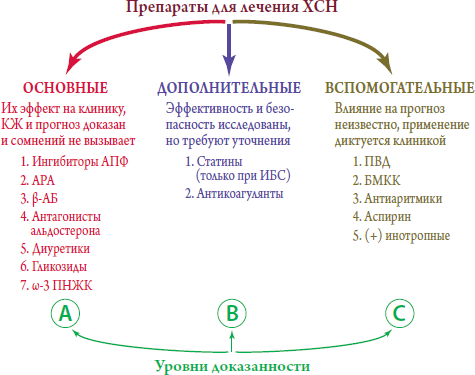 Препараты для лечения ХСН
ОСНОВНЫЕ
Их эффект на клинику,
КЖ и прогноз доказан
и сомнений не вызывает
1. Ингибиторы АПФ
2. АРА
3. β-АБ
4. Антагонисты
альдостерона
5. Диуретики
6. Гликозиды
7. ω-3 ПНЖК
ДОПОЛНИТЕЛЬНЫЕ
Эффективность и безо-
пасность исследованы,
но требуют уточнения
1. Статины
(только при ИБС)
2. Антикоагулянты
ВСПОМОГАТЕЛЬНЫЕ
Влияние на прогноз
неизвестно, применение
диктуется клиникой
1. ПВД
2. БМКК
3. Антиаритмики
4. Аспирин
5. (+) инотропные
A
B
C
Уровни доказанности